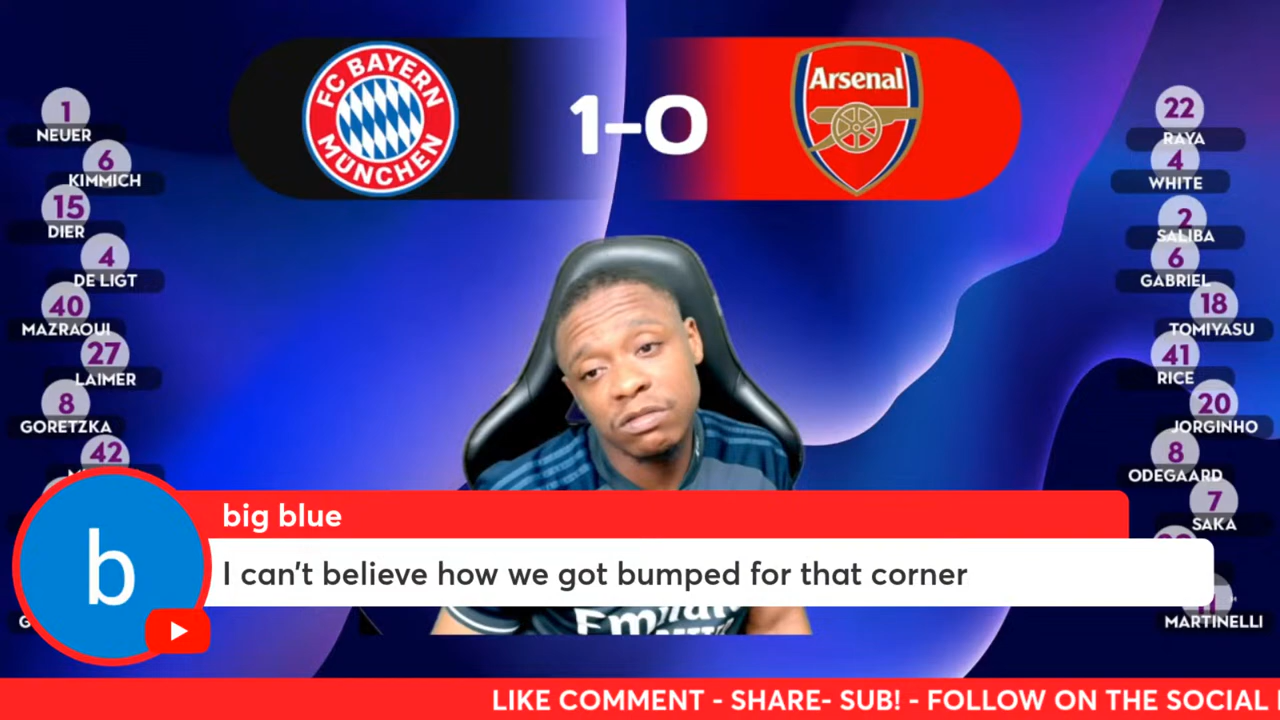 FC BAYERN
MÜNCHEN
1-0
Arsenal
1
NEUER
6
KIMMICH
15
DIER
4
DE LIGT
40
MAZRAOUI
27
LAIMER
8
GORETZKA
42
22
RAYA
4
WHITE
2
SALIBA
6
GABRIEL
18
TOMIYASU
41
RICE
20
JORGINHO
8
ODEGAARD
7
SAKA
11
MARTINELLI
b
big blue
I can't believe how we got bumped for that corner
LIKE COMMENT - SHARE- SUB! - FOLLOW ON THE SOCIAL